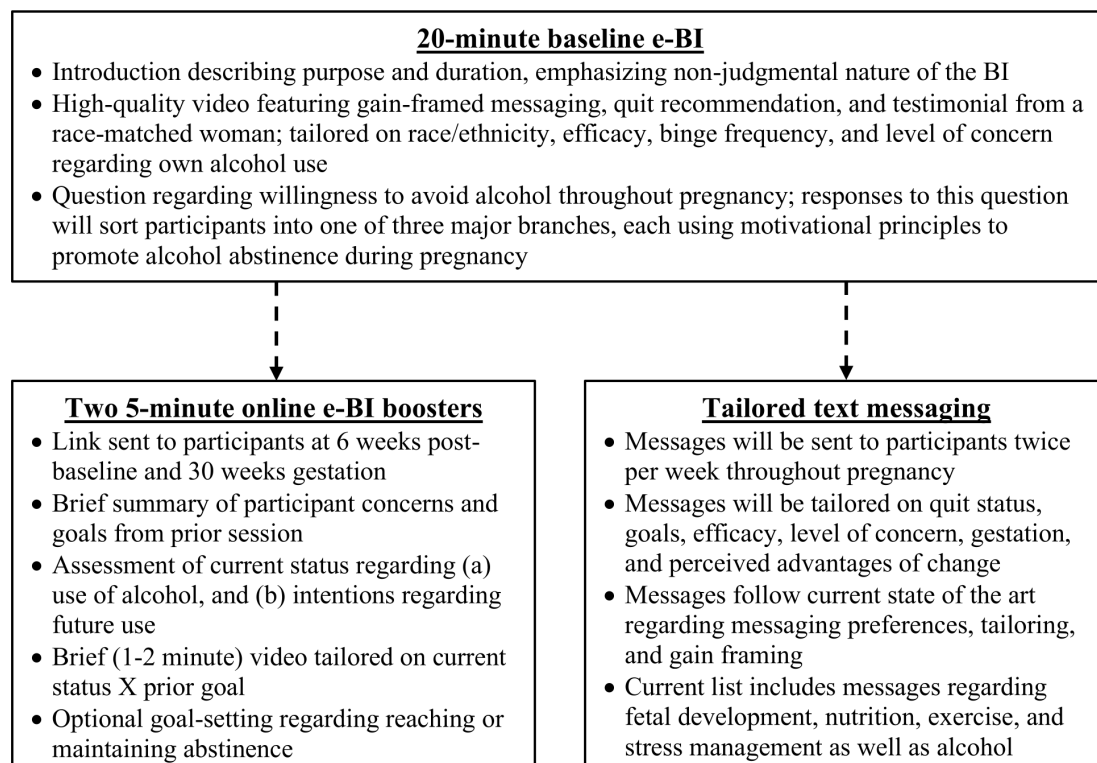 20-minute baseline e-BI
• Introduction describing purpose and duration, emphasizing non-judgmental nature of the BI
• High-quality video featuring gain-framed messaging, quit recommendation, and testimonial from a
race-matched woman; tailored on race/ethnicity, efficacy, binge frequency, and level of concern
regarding own alcohol use
• Question regarding willingness to avoid alcohol throughout pregnancy; responses to this question
will sort participants into one of three major branches, each using motivational principles to
promote alcohol abstinence during pregnancy
Two 5-minute online e-BI boosters
• Link sent to participants at 6 weeks post-
baseline and 30 weeks gestation
• Brief summary of participant concerns and
goals from prior session
• Assessment of current status regarding (a)
use of alcohol, and (b) intentions regarding
future use
• Brief (1-2 minute) video tailored on current
status X prior goal
• Optional goal-setting regarding reaching or
maintaining abstinence
Tailored text messaging
• Messages will be sent to participants twice
per week throughout pregnancy
• Messages will be tailored on quit status,
goals, efficacy, level of concern, gestation,
and perceived advantages of change
• Messages follow current state of the art
regarding messaging preferences, tailoring,
and gain framing
• Current list includes messages regarding
fetal development, nutrition, exercise, and
stress management as well as alcohol